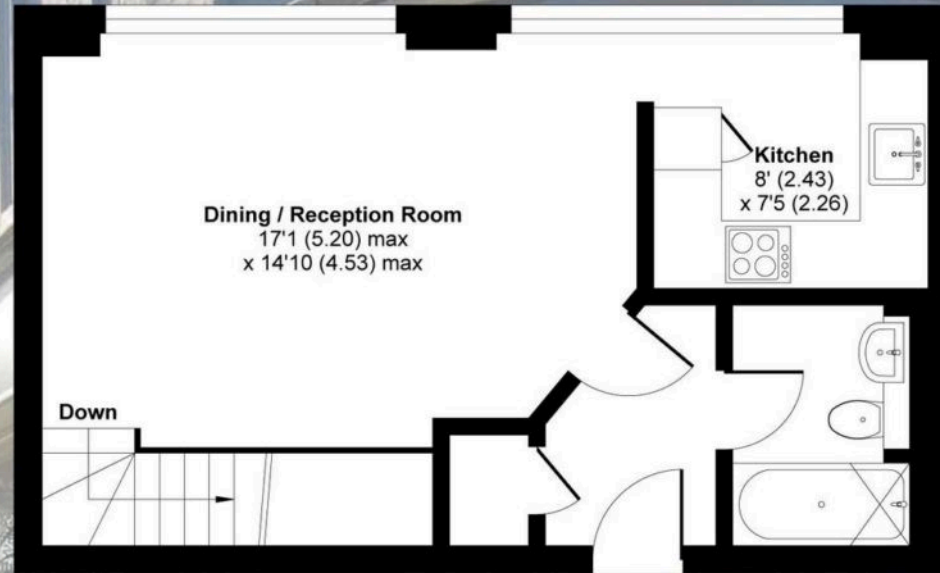 Kitchen
8' (2.43)
x 7'5 (2.26)
Dining / Reception Room
17'1 (5.20) max
x 14'10 (4.53) max
Down